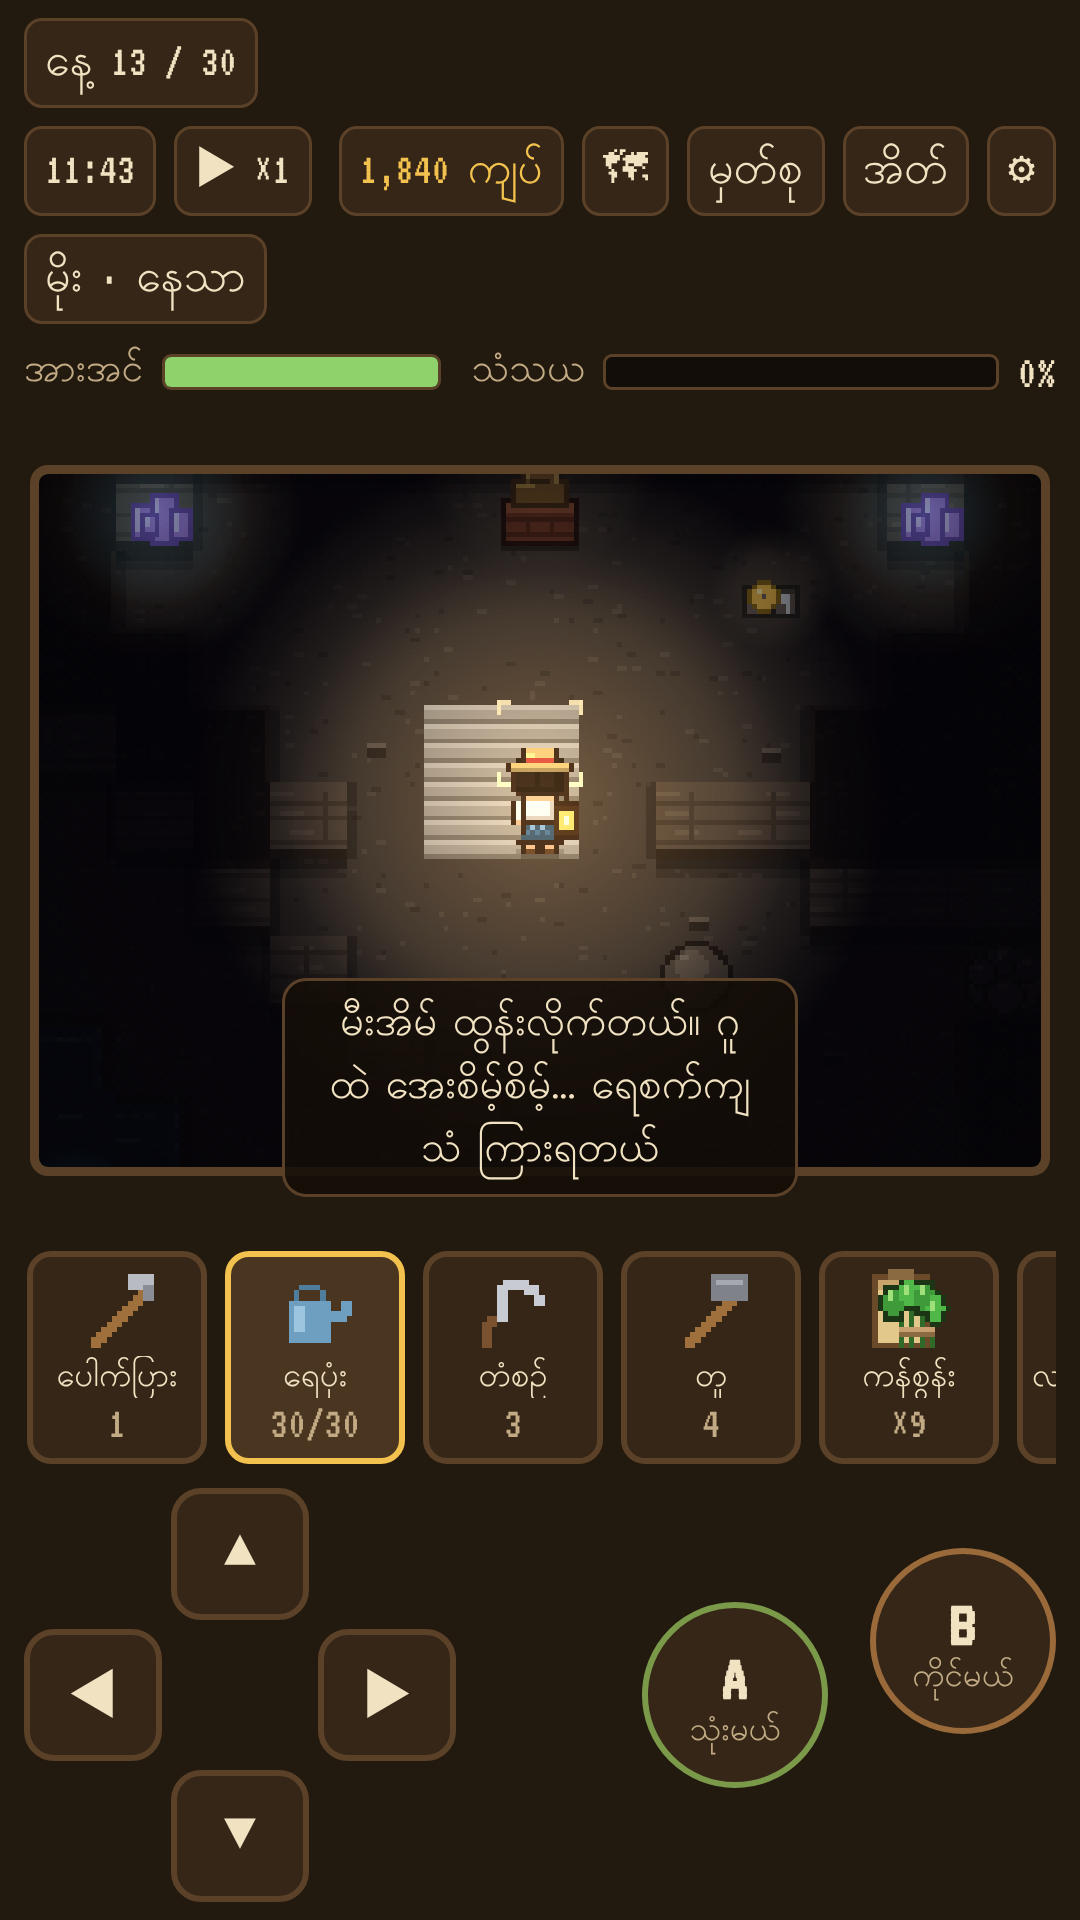 နေ့ 13 / 30
11:43
▶ x1
1,840 ကျပ်
မှတ်စု
အိတ်
မိုး · နေသာ
အားအင်
သံသယ
0%
မီးအိမ် ထွန်းလိုက်တယ်။ ဂူ
ထဲ အေးစိမ့်စိမ့်... ရေစက်ကျ
သံ ကြားရတယ်
ပေါက်ပြား
1
ရေပုံး
30/30
တံစဉ်
3
တူ
4
ကန်စွန်း
x9
A
သုံးမယ်
B
ကိုင်မယ်